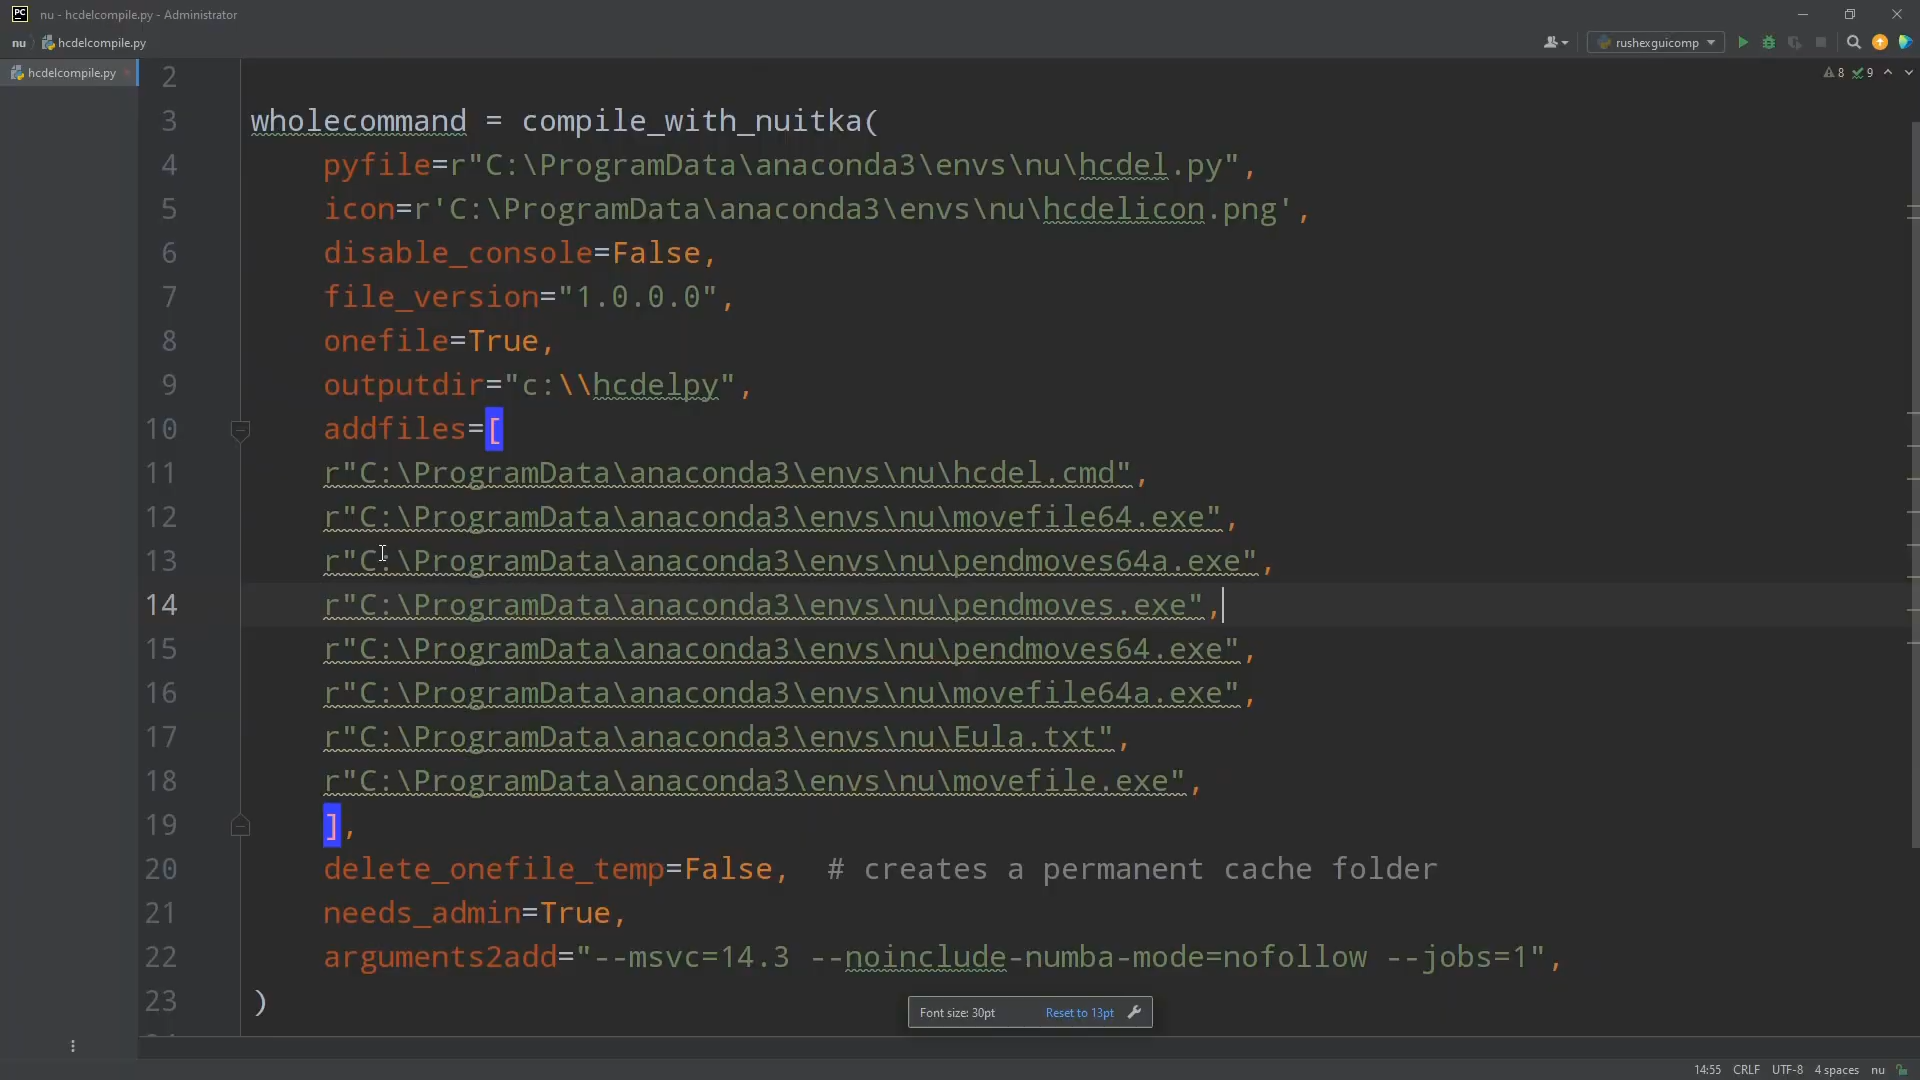 PC nu - hcdelcompile.py - Administrator
nu hcdelcompile.py rushexguicomp
hcdelcompile.py 8 9
2
3 wholecommand = compile_with_nuitka(
4 pyfile=r"C:\ProgramData\anaconda3\envs\nu\hcdel.py",
5 icon=r'C:\ProgramData\anaconda3\envs\nu\hcdelicon.png',
6 disable_console=False,
7 file_version="1.0.0.0",
8 onefile=True,
9 outputdir="c:\\hcdelpy",
10 addfiles=[
11 r"C:\ProgramData\anaconda3\envs\nu\hcdel.cmd",
12 r"C:\ProgramData\anaconda3\envs\nu\movefile64.exe",
13 r"C:\ProgramData\anaconda3\envs\nu\pendmoves64a.exe",
14 r"C:\ProgramData\anaconda3\envs\nu\pendmoves.exe",
15 r"C:\ProgramData\anaconda3\envs\nu\pendmoves64.exe",
16 r"C:\ProgramData\anaconda3\envs\nu\movefile64a.exe",
17 r"C:\ProgramData\anaconda3\envs\nu\Eula.txt",
18 r"C:\ProgramData\anaconda3\envs\nu\movefile.exe",
19 ],
20 delete_onefile_temp=False,  # creates a permanent cache folder
21 needs_admin=True,
22 arguments2add="--msvc=14.3 --noinclude-numba-mode=nofollow --jobs=1",
23 )
Font size: 30pt Reset to 13pt
14:55 CRLF UTF-8 4 spaces nu